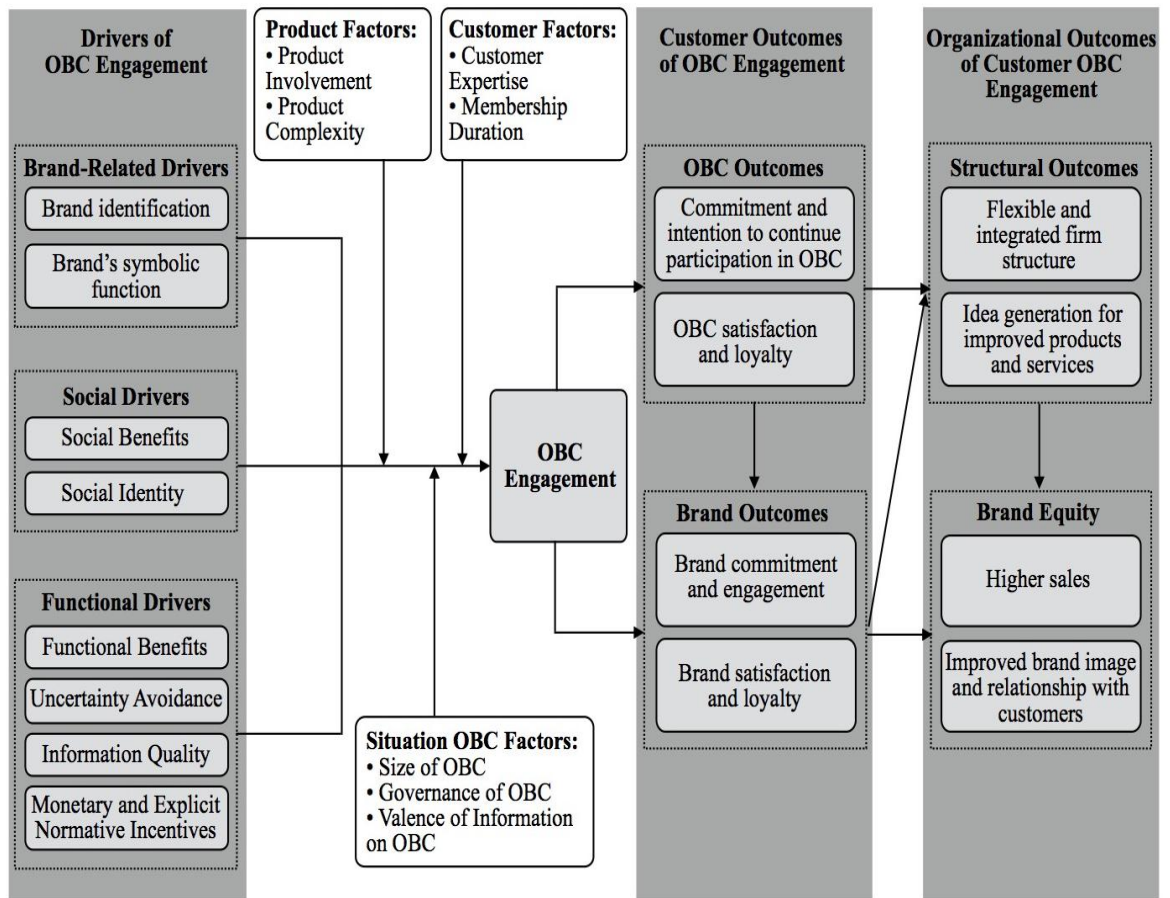 Drivers of
OBC Engagement
Brand-Related Drivers
Brand identification
Brand’s symbolic
function
Social Drivers
Social Benefits
Social Identity
Functional Drivers
Functional Benefits
Uncertainty Avoidance
Information Quality
Monetary and Explicit
Normative Incentives
Product Factors:
• Product
Involvement
• Product
Complexity
Customer Factors:
• Customer
Expertise
• Membership
Duration
Situation OBC Factors:
• Size of OBC
• Governance of OBC
• Valence of Information
on OBC
OBC
Engagement
Customer Outcomes
of OBC Engagement
OBC Outcomes
Commitment and
intention to continue
participation in OBC
OBC satisfaction
and loyalty
Brand Outcomes
Brand commitment
and engagement
Brand satisfaction
and loyalty
Organizational Outcomes
of Customer OBC
Engagement
Structural Outcomes
Flexible and
integrated firm
structure
Idea generation for
improved products
and services
Brand Equity
Higher sales
Improved brand image
and relationship with
customers